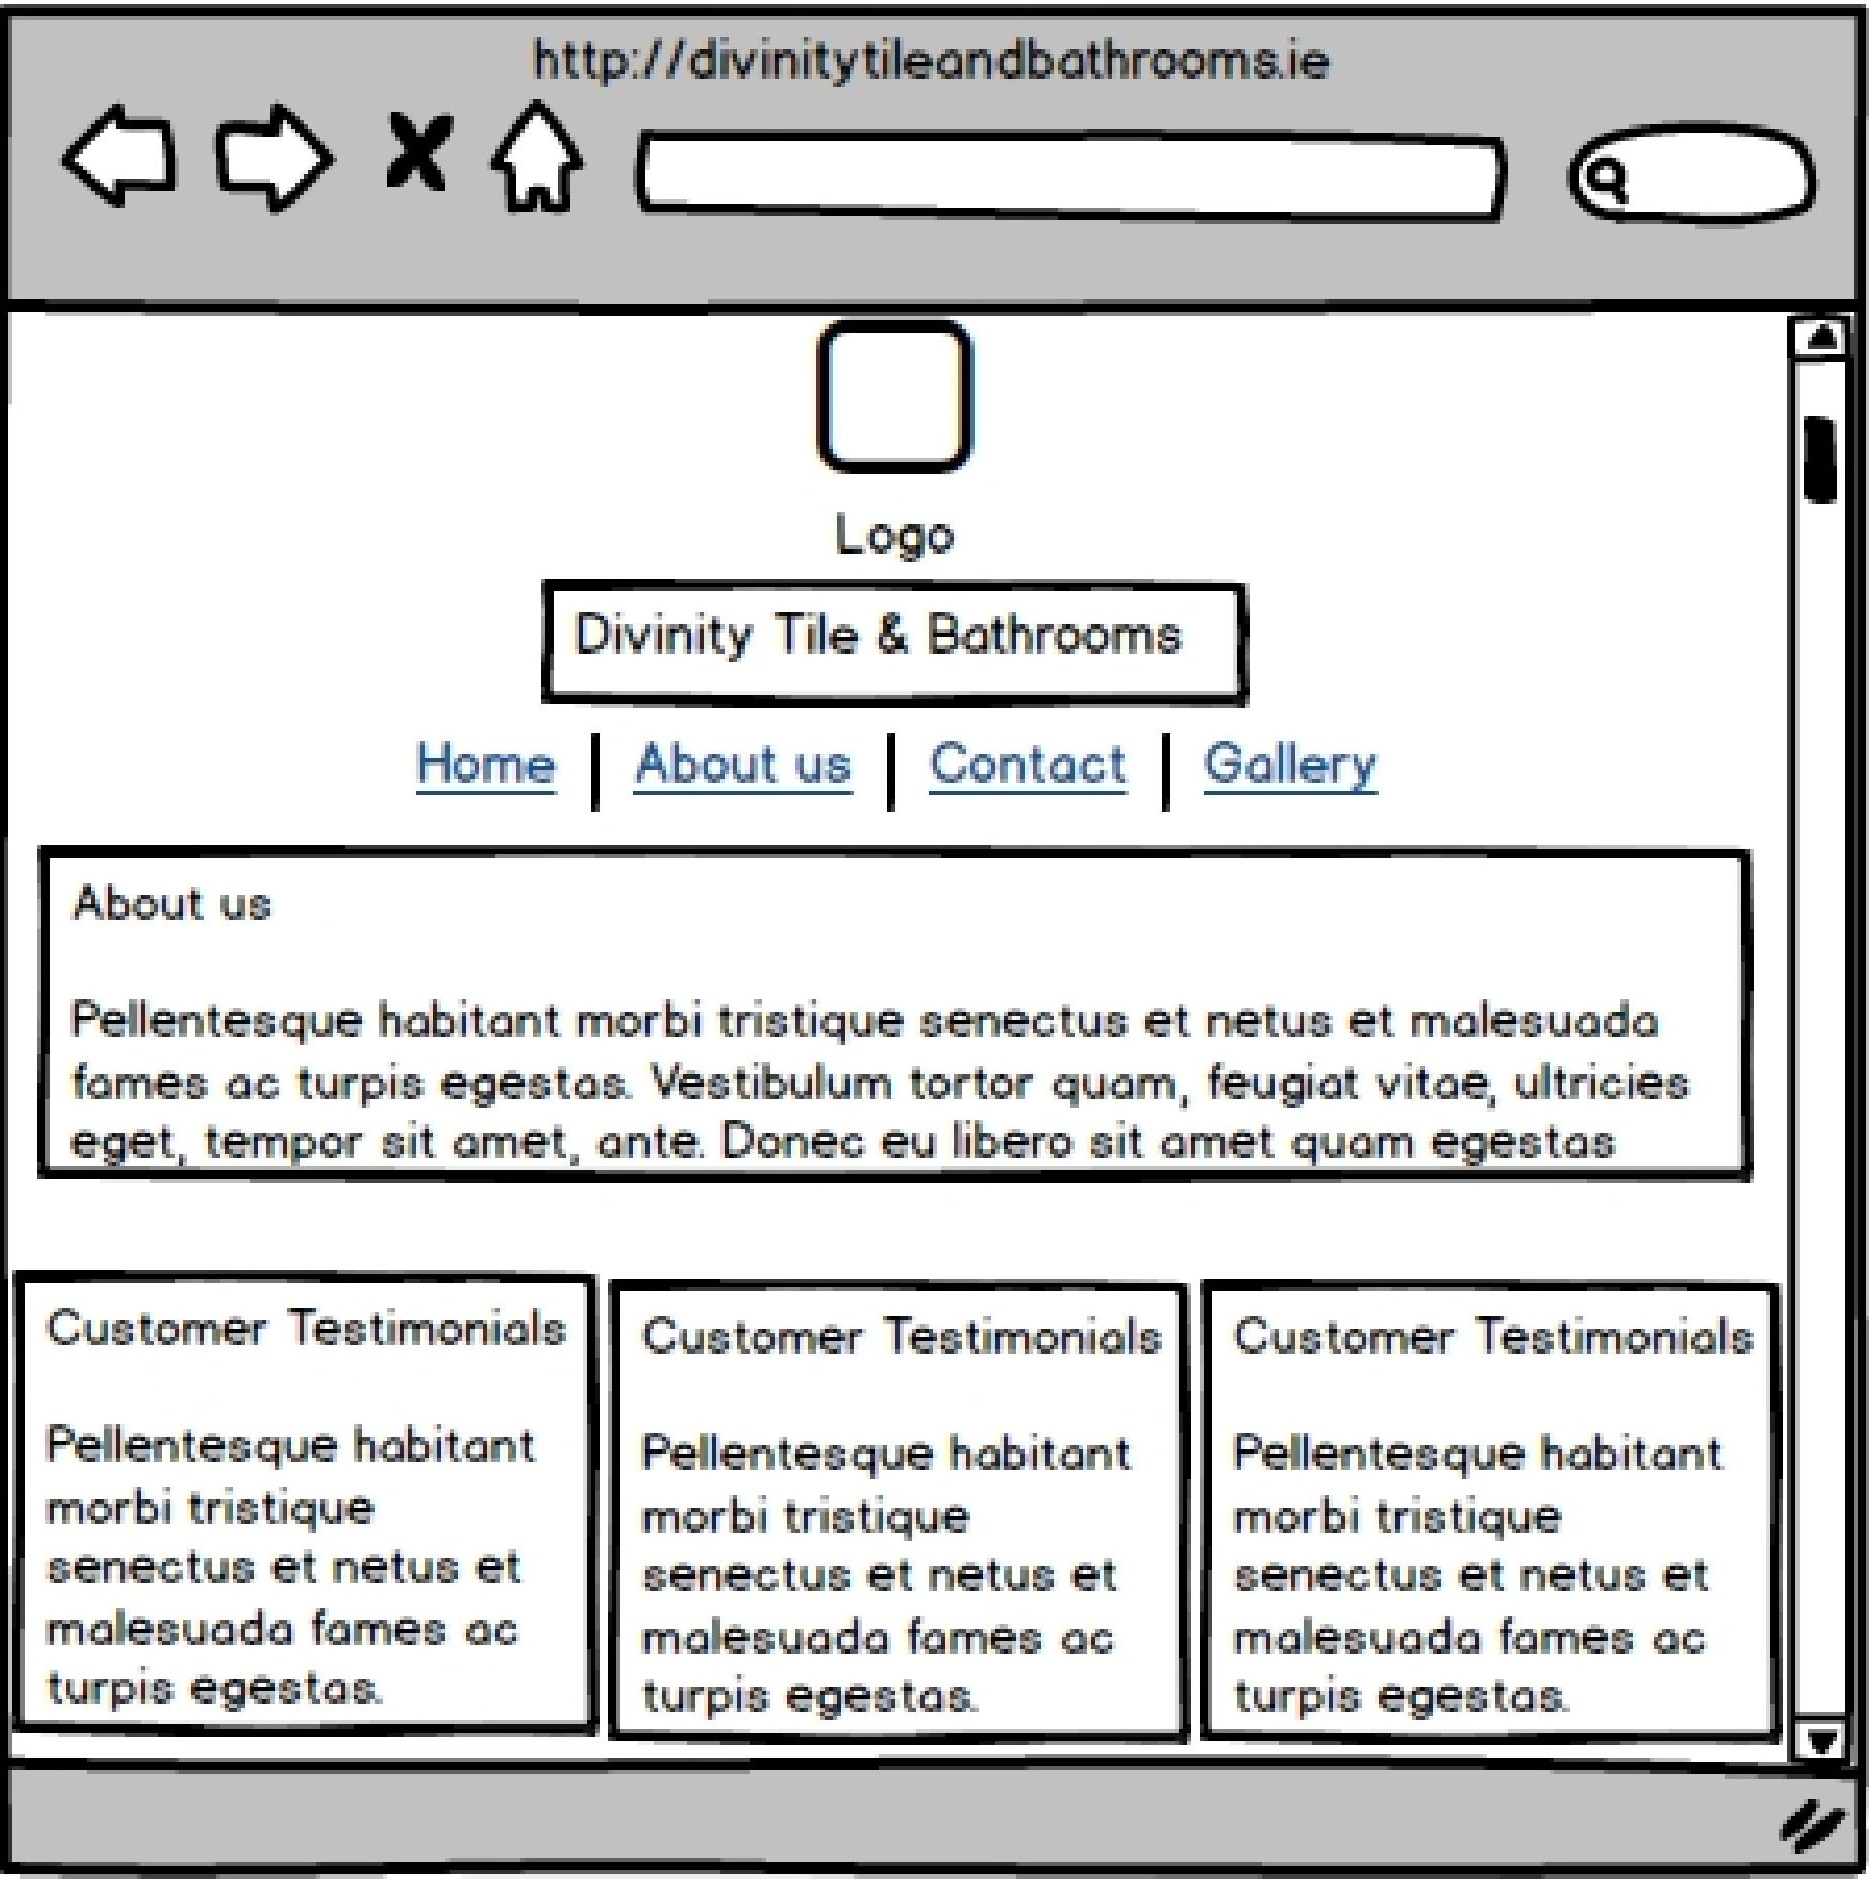 http://divinitytileandbathrooms.ie
Logo
Divinity Tile & Bathrooms
Home | About us | Contact | Gallery
About us
Pellentesque habitant morbi tristique senectus et netus et malesuada
fames ac turpis egestas. Vestibulum tortor quam, feugiat vitae, ultricies
eget, tempor sit amet, ante. Donec eu libero sit amet quam egestas
Customer Testimonials
Pellentesque habitant
morbi tristique
senectus et netus et
malesuada fames ac
turpis egestas.
Customer Testimonials
Pellentesque habitant
morbi tristique
senectus et netus et
malesuada fames ac
turpis egestas.
Customer Testimonials
Pellentesque habitant
morbi tristique
senectus et netus et
malesuada fames ac
turpis egestas.